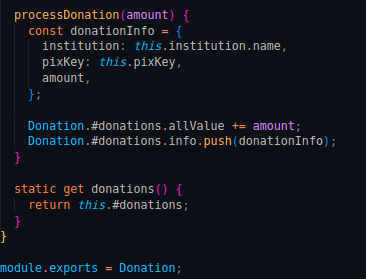 processDonation(amount) {
const donationInfo = {
institution: this.institution.name,
pixKey: this.pixKey,
amount,
};
Donation.#donations.allValue += amount;
Donation.#donations.info.push(donationInfo);
}
static get donations() {
return this.#donations;
}
}
module.exports = Donation;